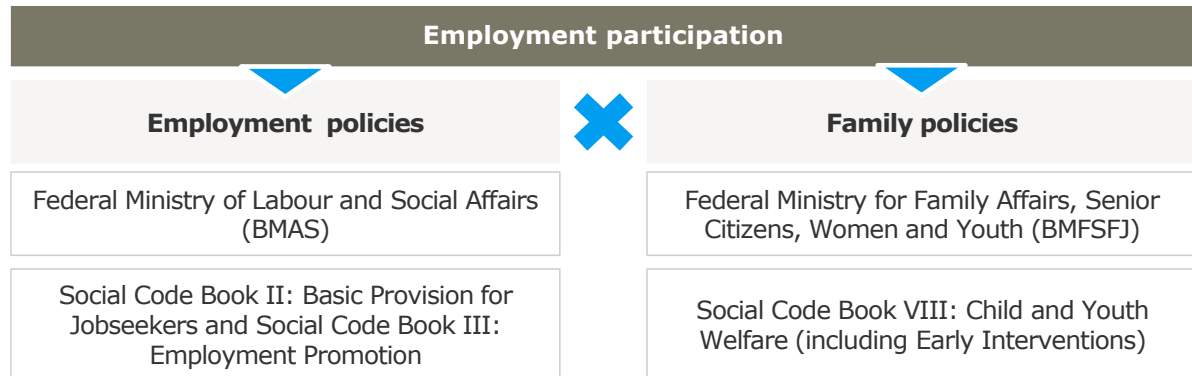 Employment participation
Employment policies
Family policies
Federal Ministry of Labour and Social Affairs
(BMAS)
Federal Ministry for Family Affairs, Senior
Citizens, Women and Youth (BMFSFJ)
Social Code Book II: Basic Provision for
Jobseekers and Social Code Book III:
Employment Promotion
Social Code Book VIII: Child and Youth
Welfare (including Early Interventions)